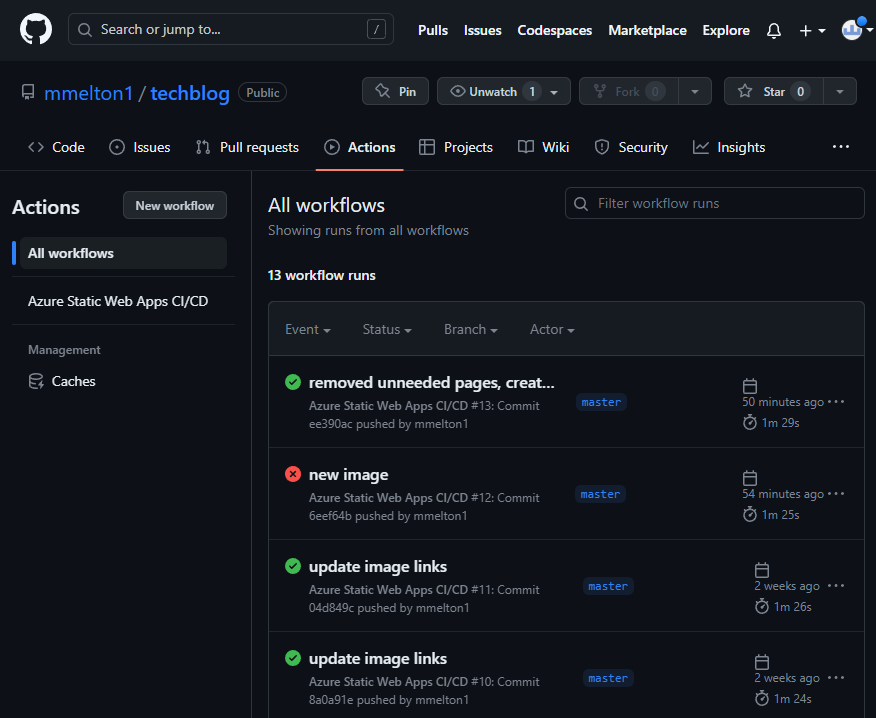 Search or jump to... / Pulls Issues Codespaces Marketplace Explore
mmelton1 / techblog Public Pin Unwatch 1 Fork 0 Star 0
Code Issues Pull requests Actions Projects Wiki Security Insights
Actions New workflow
All workflows
Azure Static Web Apps CI/CD
Management
Caches
All workflows
Showing runs from all workflows
Filter workflow runs
13 workflow runs
Event Status Branch Actor
removed unneeded pages, creat...
Azure Static Web Apps CI/CD #13: Commit
ee390ac pushed by mmelton1
master
50 minutes ago
1m 29s
new image
Azure Static Web Apps CI/CD #12: Commit
6eef64b pushed by mmelton1
master
54 minutes ago
1m 25s
update image links
Azure Static Web Apps CI/CD #11: Commit
04d849c pushed by mmelton1
master
2 weeks ago
1m 26s
update image links
Azure Static Web Apps CI/CD #10: Commit
8a0a91e pushed by mmelton1
master
2 weeks ago
1m 24s